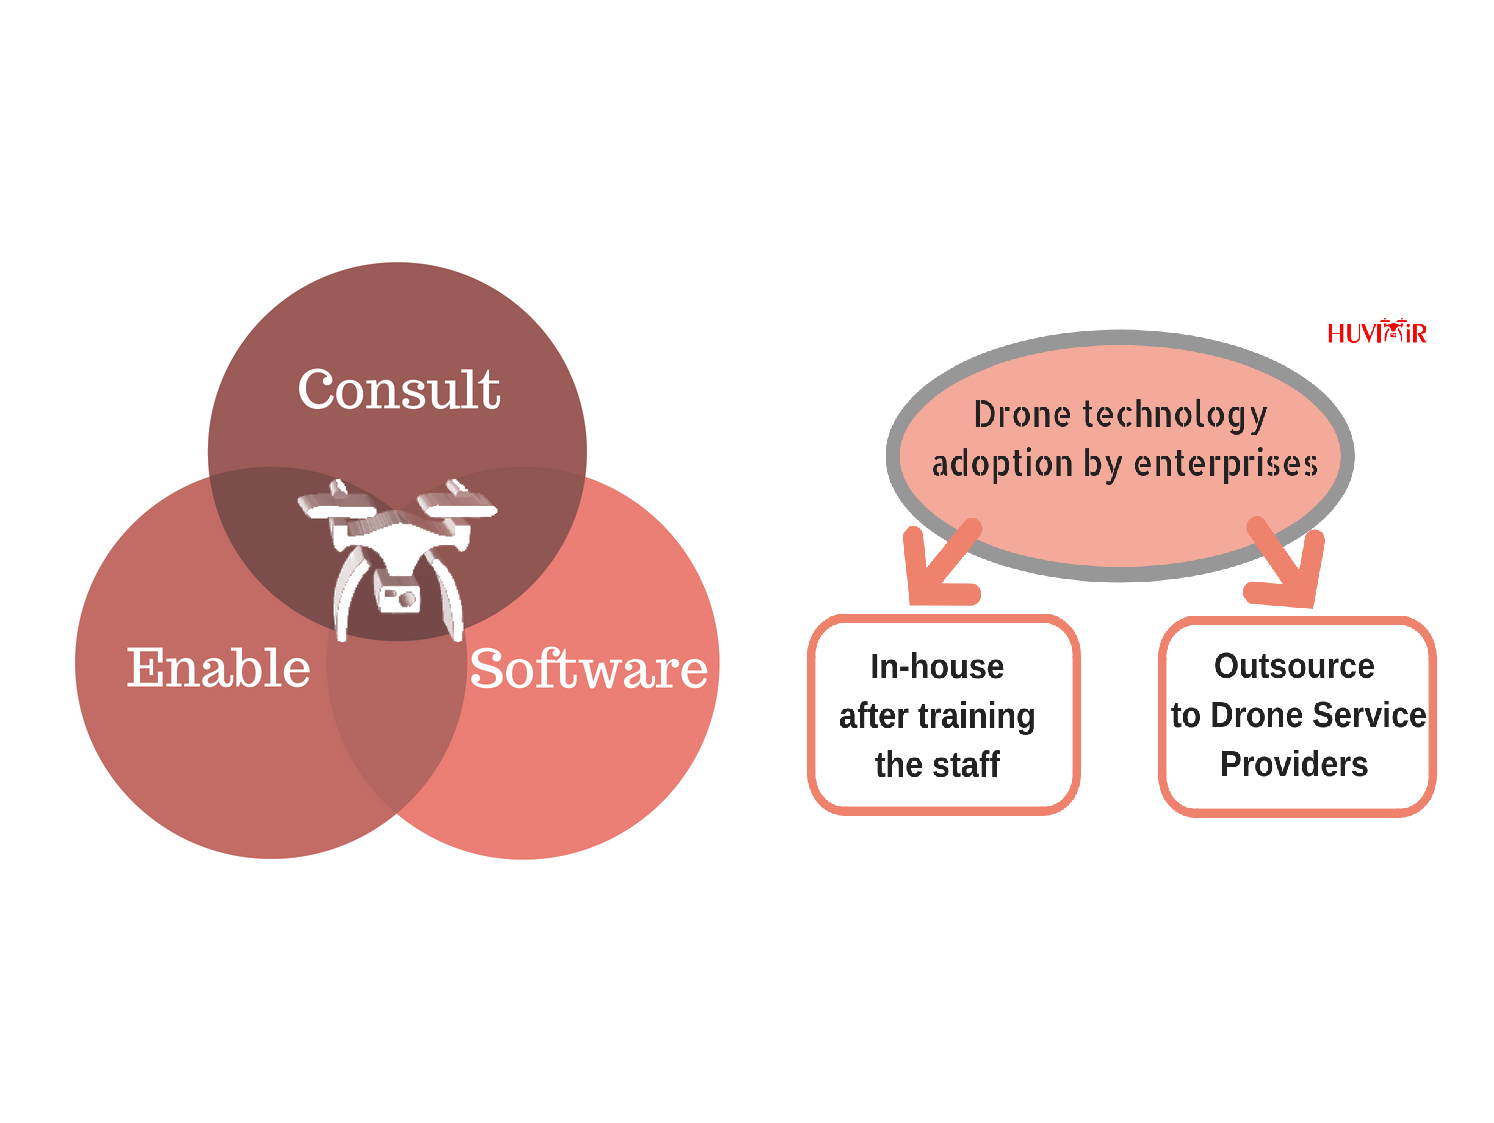 Consult
Enable
Software
HUVIAiR
Drone technology
adoption by enterprises
In-house
after training
the staff
Outsource
to Drone Service
Providers